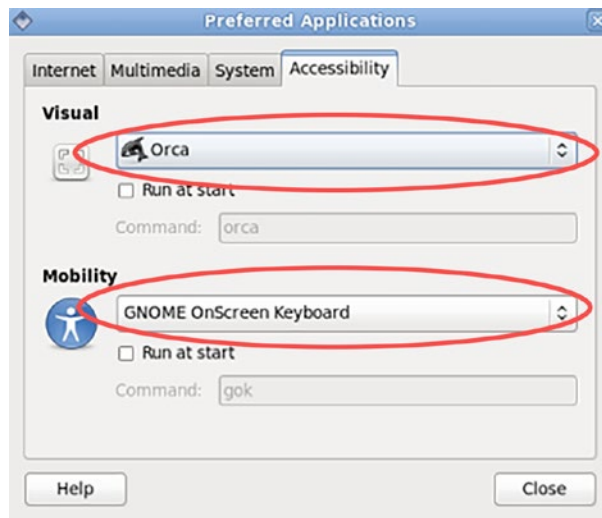 Preferred Applications
Internet Multimedia System Accessibility
Visual
Orca
Run at start
Command: orca
Mobility
GNOME OnScreen Keyboard
Run at start
Command: gok
Help Close